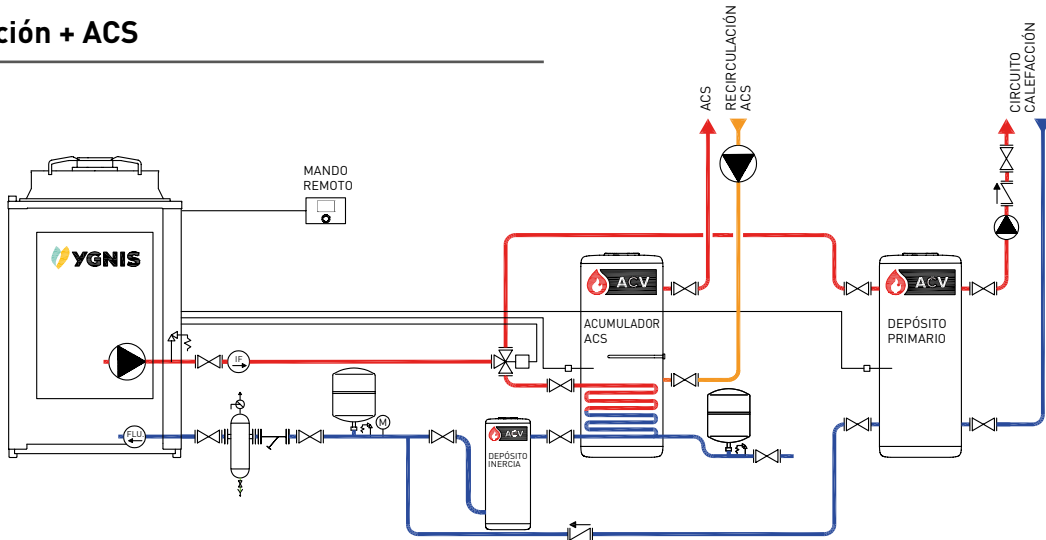 ción + ACS
ACS
RECIRCULACIÓN
ACS
CIRCUITO
CALEFACCIÓN
MANDO
REMOTO
YGNIS
ACV
ACUMULADOR
ACS
ACV
DEPÓSITO
PRIMARIO
IF
FLU.
M
ACV
DEPÓSITO
INERCIA